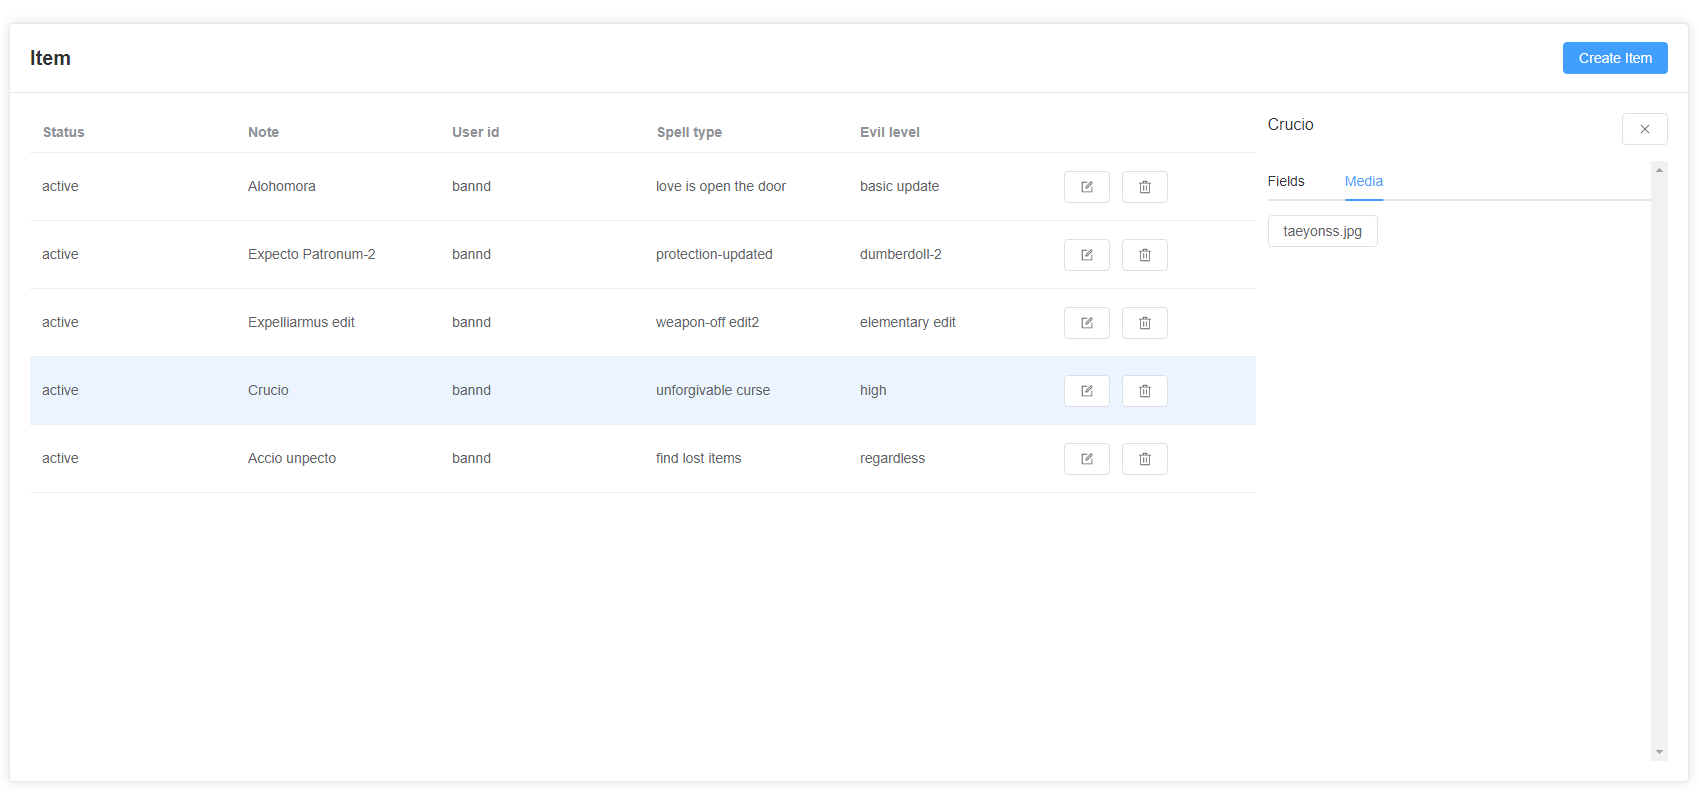 Item
Create Item
Status Note User id Spell type Evil level
active Alohomora bannd love is open the door basic update
active Expecto Patronum-2 bannd protection-updated dumberdoll-2
active Expelliarmus edit bannd weapon-off edit2 elementary edit
active Crucio bannd unforgivable curse high
active Accio unpecto bannd find lost items regardless
Crucio
Fields Media
taeyonss.jpg